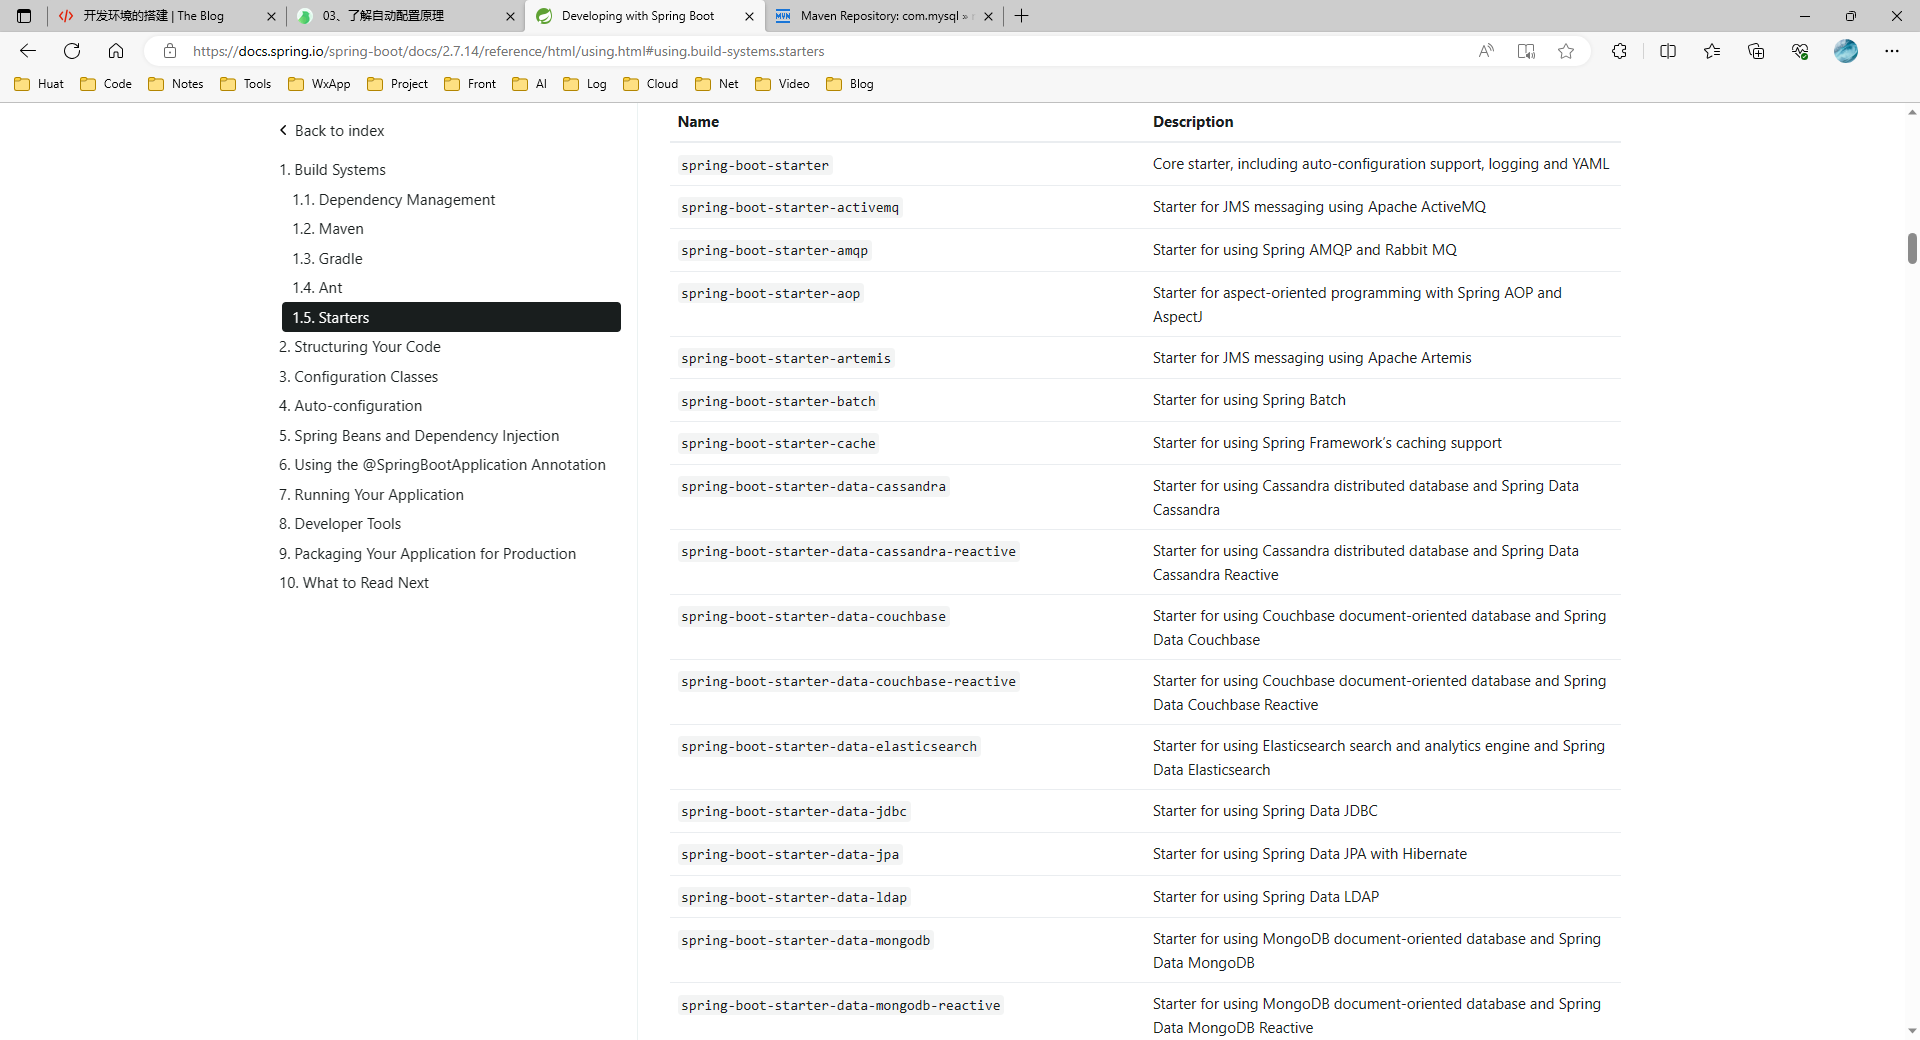 开发环境的搭建 | The Blog
03、了解自动配置原理
Developing with Spring Boot
Maven Repository: com.mysql »
https://docs.spring.io/spring-boot/docs/2.7.14/reference/html/using.html#using.build-systems.starters
Huat Code Notes Tools WxApp Project Front AI Log Cloud Net Video Blog
Back to index
1. Build Systems
1.1. Dependency Management
1.2. Maven
1.3. Gradle
1.4. Ant
1.5. Starters
2. Structuring Your Code
3. Configuration Classes
4. Auto-configuration
5. Spring Beans and Dependency Injection
6. Using the @SpringBootApplication Annotation
7. Running Your Application
8. Developer Tools
9. Packaging Your Application for Production
10. What to Read Next
Name Description
spring-boot-starter Core starter, including auto-configuration support, logging and YAML
spring-boot-starter-activemq Starter for JMS messaging using Apache ActiveMQ
spring-boot-starter-amqp Starter for using Spring AMQP and Rabbit MQ
spring-boot-starter-aop Starter for aspect-oriented programming with Spring AOP and
AspectJ
spring-boot-starter-artemis Starter for JMS messaging using Apache Artemis
spring-boot-starter-batch Starter for using Spring Batch
spring-boot-starter-cache Starter for using Spring Framework’s caching support
spring-boot-starter-data-cassandra Starter for using Cassandra distributed database and Spring Data
Cassandra
spring-boot-starter-data-cassandra-reactive Starter for using Cassandra distributed database and Spring Data
Cassandra Reactive
spring-boot-starter-data-couchbase Starter for using Couchbase document-oriented database and Spring
Data Couchbase
spring-boot-starter-data-couchbase-reactive Starter for using Couchbase document-oriented database and Spring
Data Couchbase Reactive
spring-boot-starter-data-elasticsearch Starter for using Elasticsearch search and analytics engine and Spring
Data Elasticsearch
spring-boot-starter-data-jdbc Starter for using Spring Data JDBC
spring-boot-starter-data-jpa Starter for using Spring Data JPA with Hibernate
spring-boot-starter-data-ldap Starter for using Spring Data LDAP
spring-boot-starter-data-mongodb Starter for using MongoDB document-oriented database and Spring
Data MongoDB
spring-boot-starter-data-mongodb-reactive Starter for using MongoDB document-oriented database and Spring
Data MongoDB Reactive